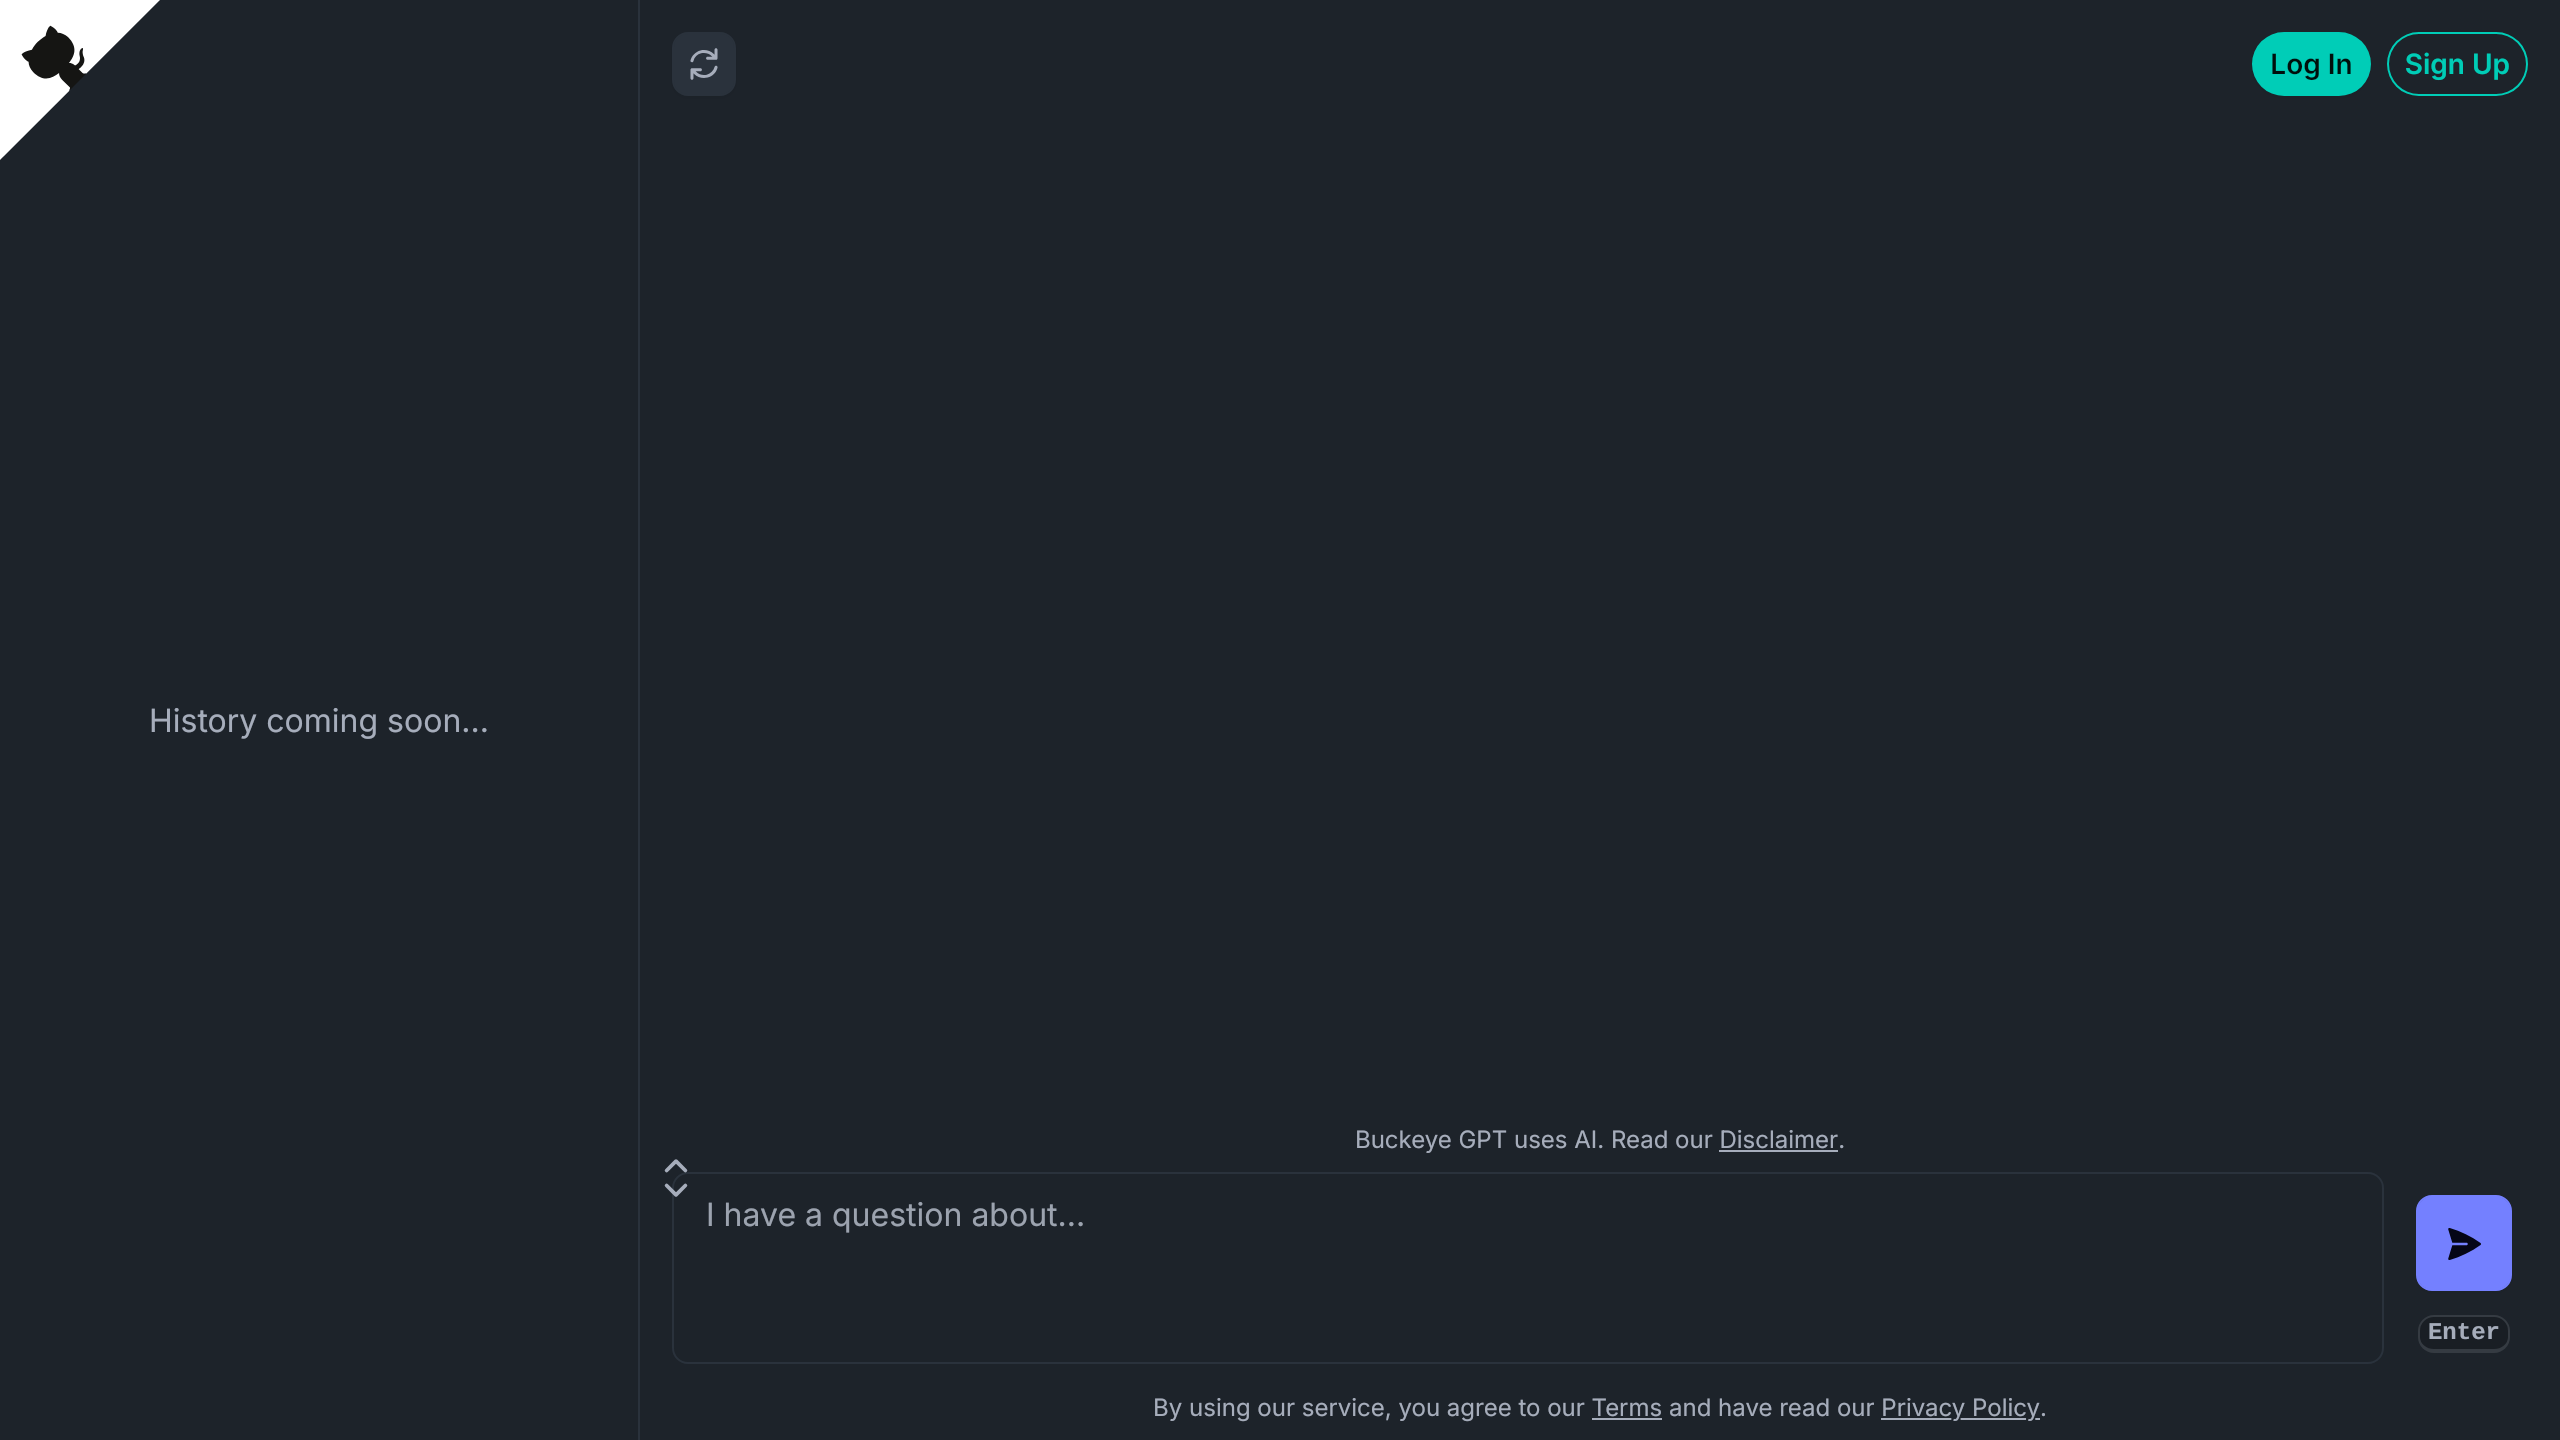 Log In
Sign Up
History coming soon...
Buckeye GPT uses AI. Read our Disclaimer.
I have a question about...
Enter
By using our service, you agree to our Terms and have read our Privacy Policy.